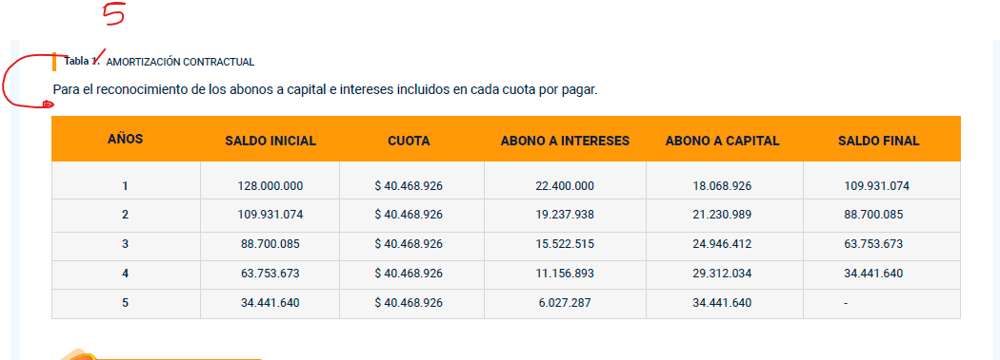 5
Tabla 1. AMORTIZACIÓN CONTRACTUAL
Para el reconocimiento de los abonos a capital e intereses incluidos en cada cuota por pagar.
AÑOS SALDO INICIAL CUOTA ABONO A INTERESES ABONO A CAPITAL SALDO FINAL
1 128.000.000 $ 40.468.926 22.400.000 18.068.926 109.931.074
2 109.931.074 $ 40.468.926 19.237.938 21.230.989 88.700.085
3 88.700.085 $ 40.468.926 15.522.515 24.946.412 63.753.673
4 63.753.673 $ 40.468.926 11.156.893 29.312.034 34.441.640
5 34.441.640 $ 40.468.926 6.027.287 34.441.640 -